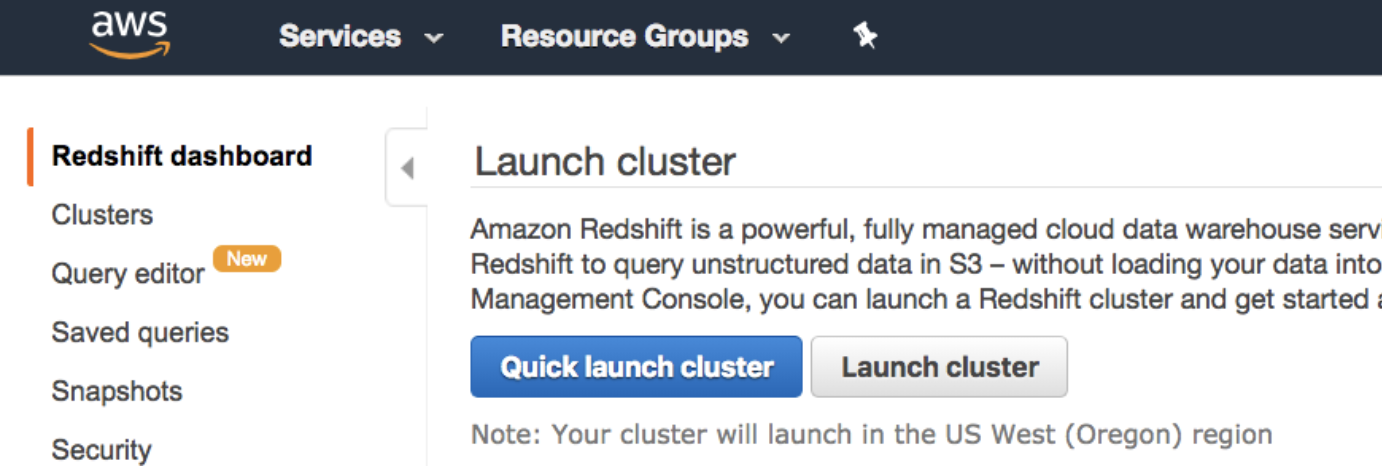 aws
Services
Resource Groups
Redshift dashboard
Clusters
Query editor New
Saved queries
Snapshots
Security
Launch cluster
Amazon Redshift is a powerful, fully managed cloud data warehouse servi
Redshift to query unstructured data in S3 – without loading your data into
Management Console, you can launch a Redshift cluster and get started a
Quick launch cluster
Launch cluster
Note: Your cluster will launch in the US West (Oregon) region